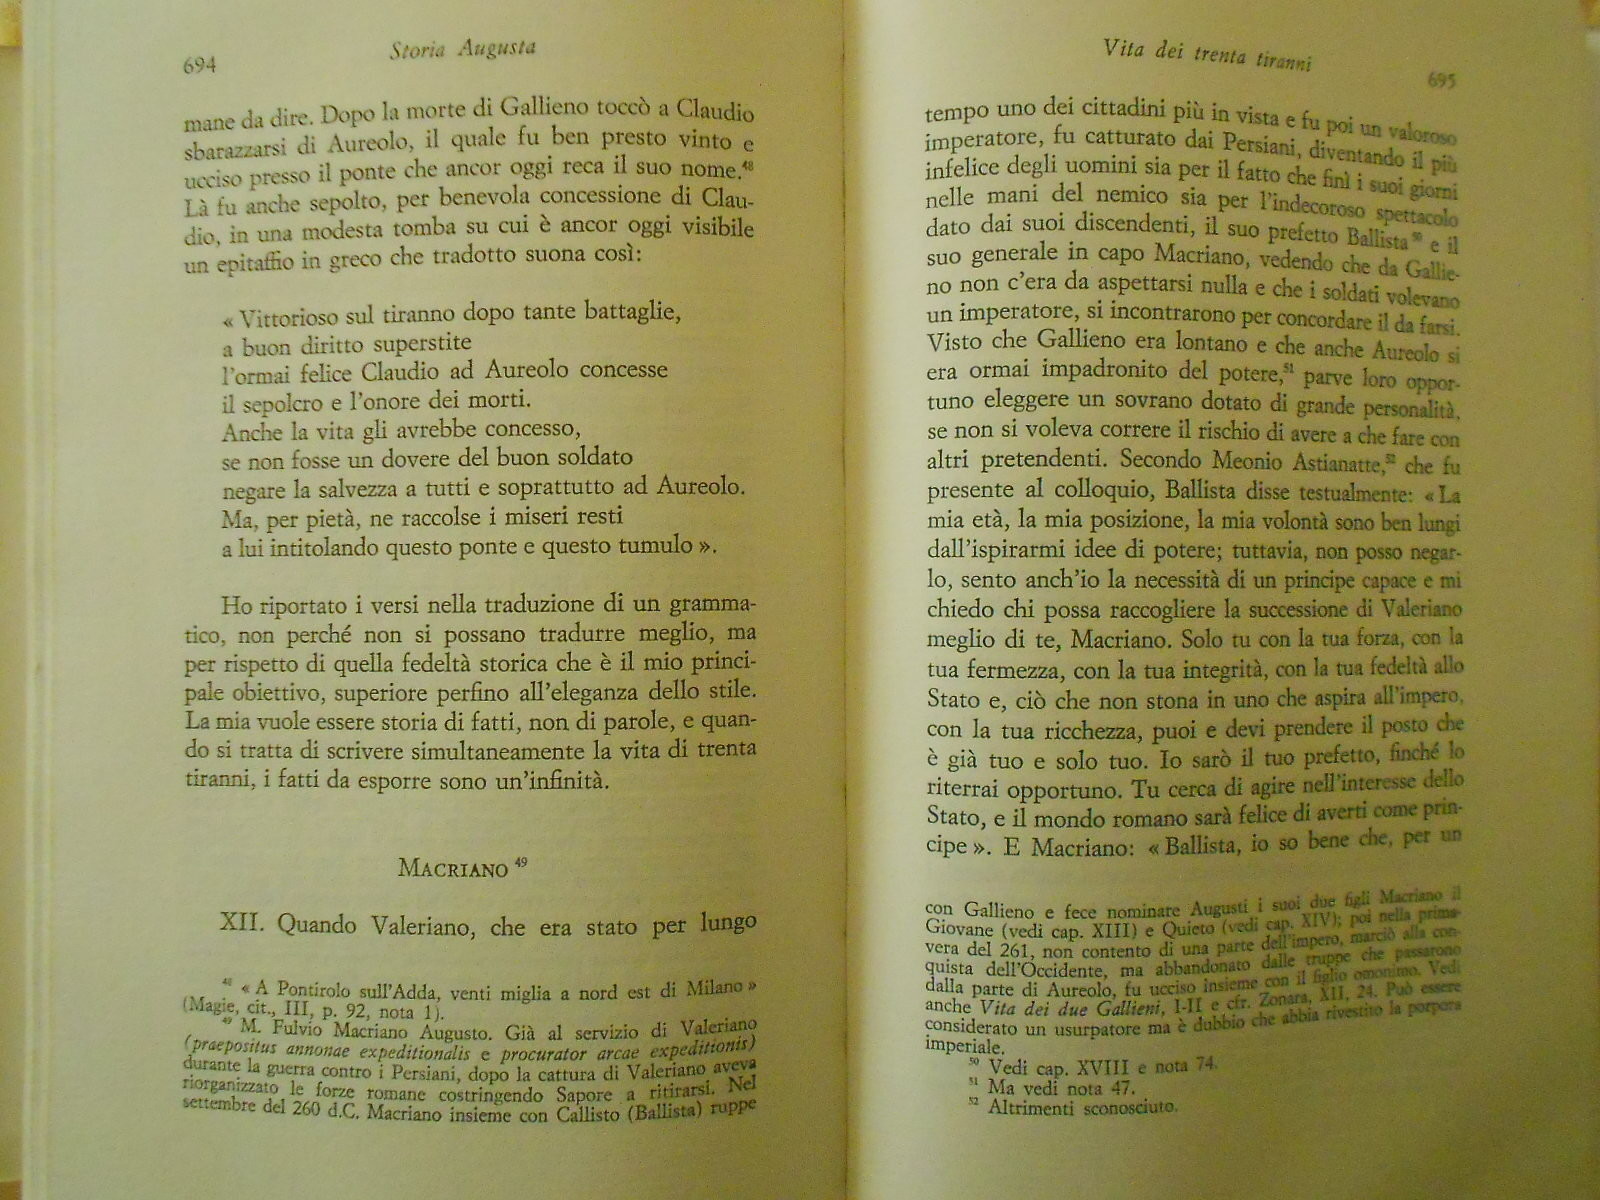 694
Storia Augusta
mane da dire. Dopo la morte di Gallieno toccò a Claudio
sbarazzarsi di Aureolo, il quale fu ben presto vinto e
ucciso presso il ponte che ancor oggi reca il suo nome.⁴⁸
Là fu anche sepolto, per benevola concessione di Clau-
dio, in una modesta tomba su cui è ancor oggi visibile
un epitaffio in greco che tradotto suona così:
« Vittorioso sul tiranno dopo tante battaglie,
a buon diritto superstite
l'ormai felice Claudio ad Aureolo concesse
il sepolcro e l'onore dei morti.
Anche la vita gli avrebbe concesso,
se non fosse un dovere del buon soldato
negare la salvezza a tutti e soprattutto ad Aureolo.
Ma, per pietà, ne raccolse i miseri resti
a lui intitolando questo ponte e questo tumulo ».
Ho riportato i versi nella traduzione di un gramma-
tico, non perché non si possano tradurre meglio, ma
per rispetto di quella fedeltà storica che è il mio princi-
pale obiettivo, superiore perfino all'eleganza dello stile.
La mia vuole essere storia di fatti, non di parole, e quan-
do si tratta di scrivere simultaneamente la vita di trenta
tiranni, i fatti da esporre sono un'infinità.
MACRIANO ⁴⁹
XII. Quando Valeriano, che era stato per lungo
⁴⁸ « A Pontirolo sull'Adda, venti miglia a nord est di Milano »
(Magie, cit., III, p. 92, nota 1).
⁴⁹ M. Fulvio Macriano Augusto. Già al servizio di Valeriano
(praepositus annonae expeditionalis e procurator arcae expeditionis)
durante la guerra contro i Persiani, dopo la cattura di Valeriano aveva
riorganizzato le forze romane costringendo Sapore a ritirarsi. Nel
settembre del 260 d.C. Macriano insieme con Callisto (Ballista) ruppe
Vita dei trenta tiranni
695
tempo uno dei cittadini più in vista e fu poi un valoroso
imperatore, fu catturato dai Persiani, diventando il più
infelice degli uomini sia per il fatto che finì i suoi giorni
nelle mani del nemico sia per l'indecoroso spettacolo
dato dai suoi discendenti, il suo prefetto Ballista⁵⁰ e il
suo generale in capo Macriano, vedendo che da Gallie-
no non c'era da aspettarsi nulla e che i soldati volevano
un imperatore, si incontrarono per concordare il da farsi.
Visto che Gallieno era lontano e che anche Aureolo si
era ormai impadronito del potere,⁵¹ parve loro oppor-
tuno eleggere un sovrano dotato di grande personalità,
se non si voleva correre il rischio di avere a che fare con
altri pretendenti. Secondo Meonio Astianatte,⁵² che fu
presente al colloquio, Ballista disse testualmente: « La
mia età, la mia posizione, la mia volontà sono ben lungi
dall'ispirarmi idee di potere; tuttavia, non posso negar-
lo, sento anch'io la necessità di un principe capace e mi
chiedo chi possa raccogliere la successione di Valeriano
meglio di te, Macriano. Solo tu con la tua forza, con la
tua fermezza, con la tua integrità, con la tua fedeltà allo
Stato e, ciò che non stona in uno che aspira all'impero,
con la tua ricchezza, puoi e devi prendere il posto che
è già tuo e solo tuo. Io sarò il tuo prefetto, finché lo
riterrai opportuno. Tu cerca di agire nell'interesse dello
Stato, e il mondo romano sarà felice di averti come prin-
cipe ». E Macriano: « Ballista, io so bene che, per un
con Gallieno e fece nominare Augusti i suoi due figli Macriano il
Giovane (vedi cap. XIII) e Quieto (vedi cap. XIV); poi nella prima-
vera del 261, non contento di una parte dell'impero, marciò alla con-
quista dell'Occidente, ma abbandonato dalle truppe che passarono
dalla parte di Aureolo, fu ucciso insieme con il figlio omonimo. Vedi
anche Vita dei due Gallieni, I-II e cfr. Zonara, XII, 24. Può essere
considerato un usurpatore ma è dubbio che abbia rivestito la porpora
imperiale.
⁵⁰ Vedi cap. XVIII e nota 74.
⁵¹ Ma vedi nota 47.
⁵² Altrimenti sconosciuto.